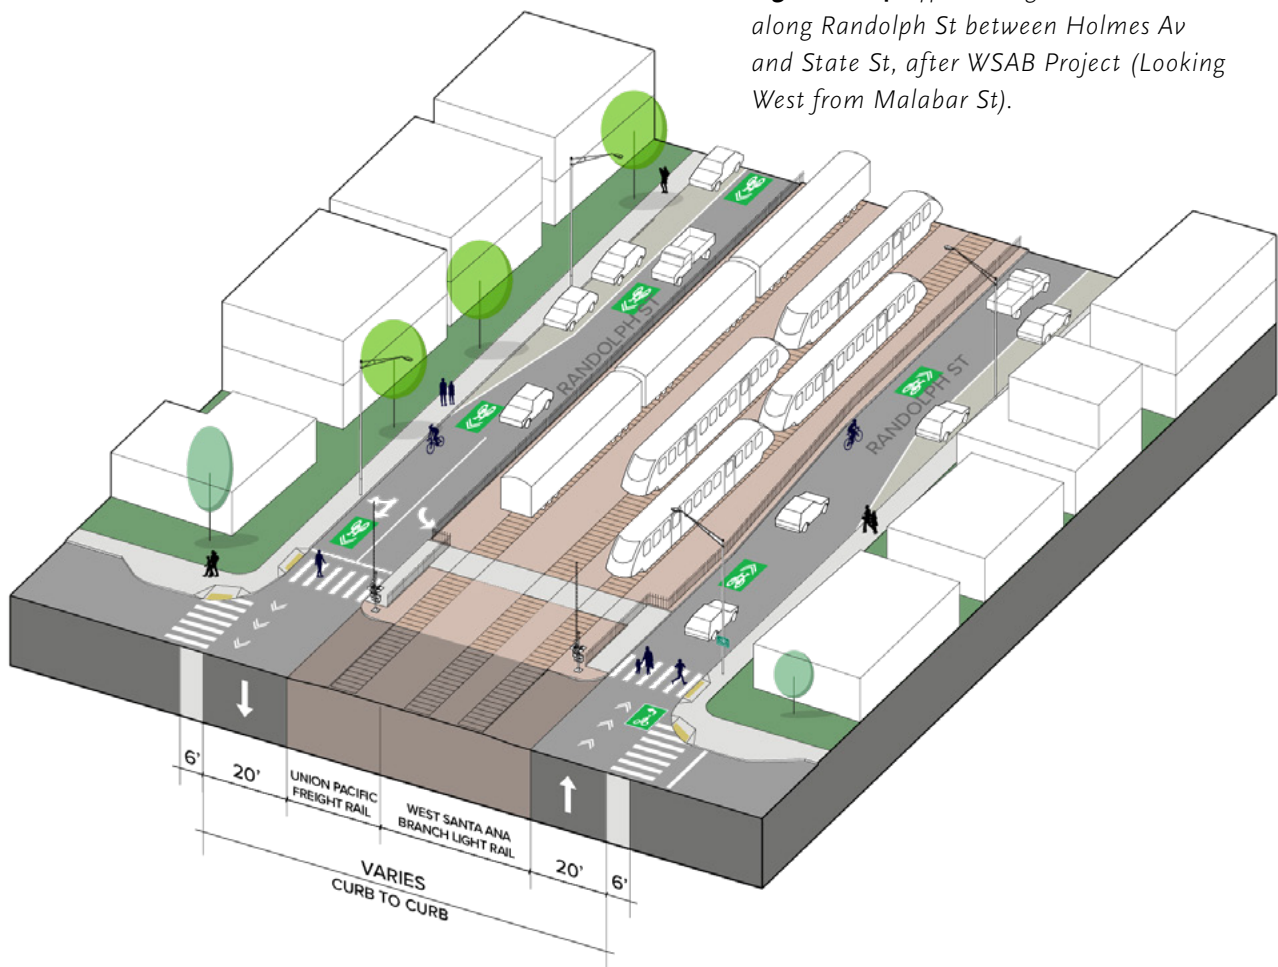 along Randolph St between Holmes Av
and State St, after WSAB Project (Looking
West from Malabar St).
RANDOLPH ST
RANDOLPH ST
6'
20'
UNION PACIFIC
FREIGHT RAIL
WEST SANTA ANA
BRANCH LIGHT RAIL
20'
6'
VARIES
CURB TO CURB